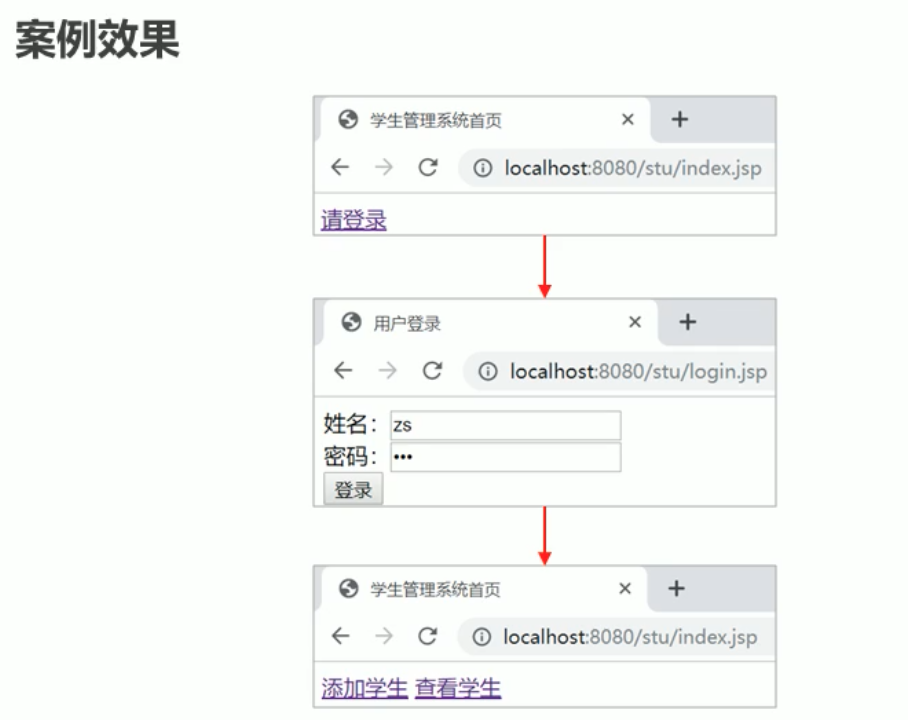 案例效果
学生管理系统首页
localhost:8080/stu/index.jsp
请登录
用户登录
localhost:8080/stu/login.jsp
姓名：zs
密码：•••
登录
学生管理系统首页
localhost:8080/stu/index.jsp
添加学生 查看学生